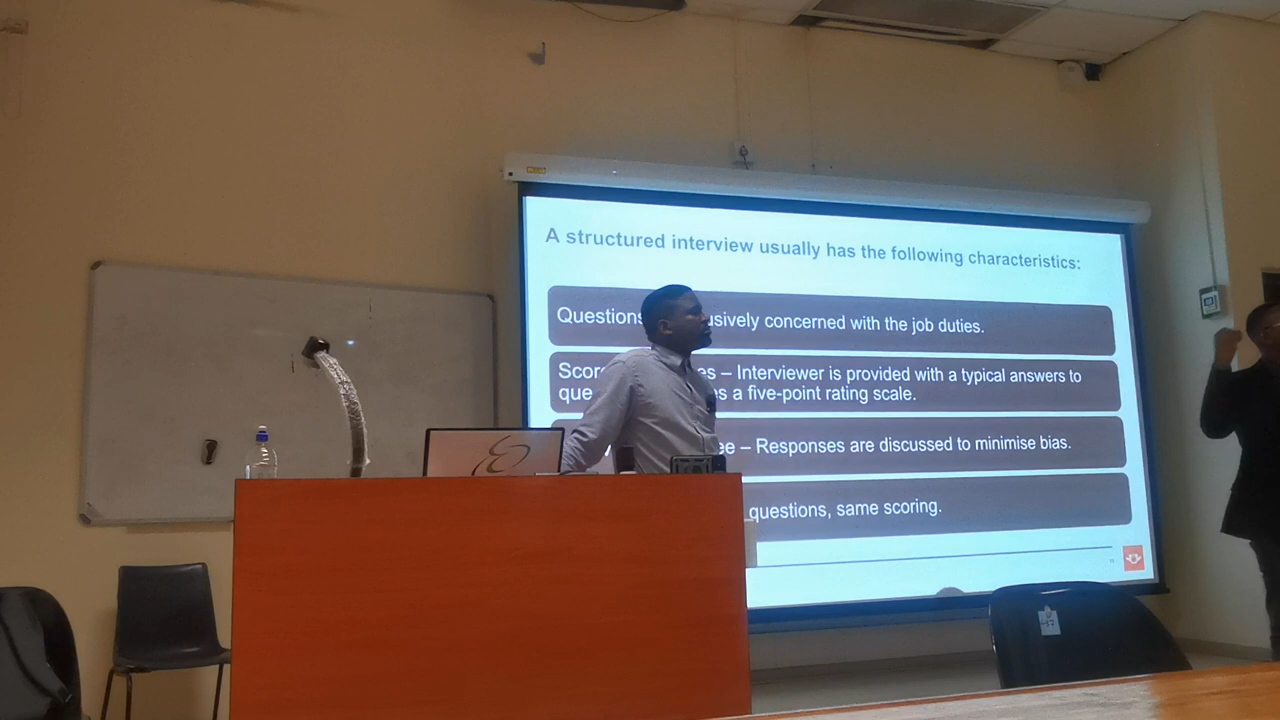 A structured interview usually has the following characteristics:
Questions usively concerned with the job duties.
Score es – Interviewer is provided with a typical answers to
que s a five-point rating scale.
ee – Responses are discussed to minimise bias.
questions, same scoring.